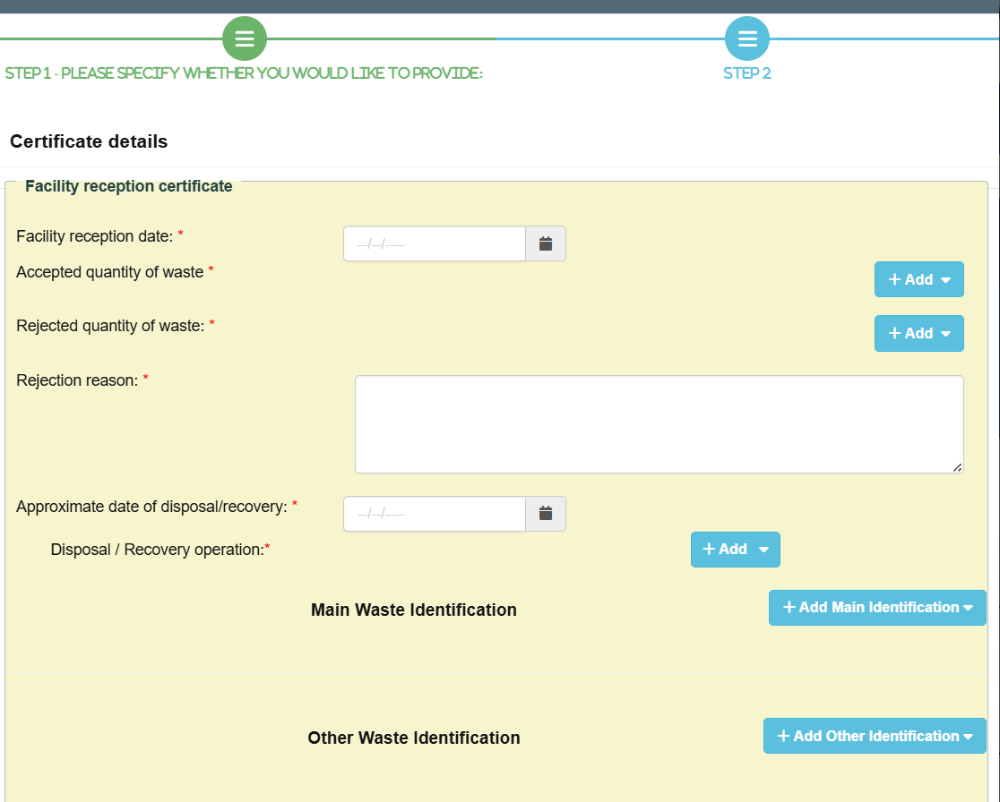 STEP 1 - PLEASE SPECIFY WHETHER YOU WOULD LIKE TO PROVIDE:
STEP 2
Certificate details
Facility reception certificate
Facility reception date: *
--/--/----
Accepted quantity of waste *
+ Add
Rejected quantity of waste: *
+ Add
Rejection reason: *
Approximate date of disposal/recovery: *
--/--/----
Disposal / Recovery operation:*
+ Add
Main Waste Identification
+ Add Main Identification
Other Waste Identification
+ Add Other Identification